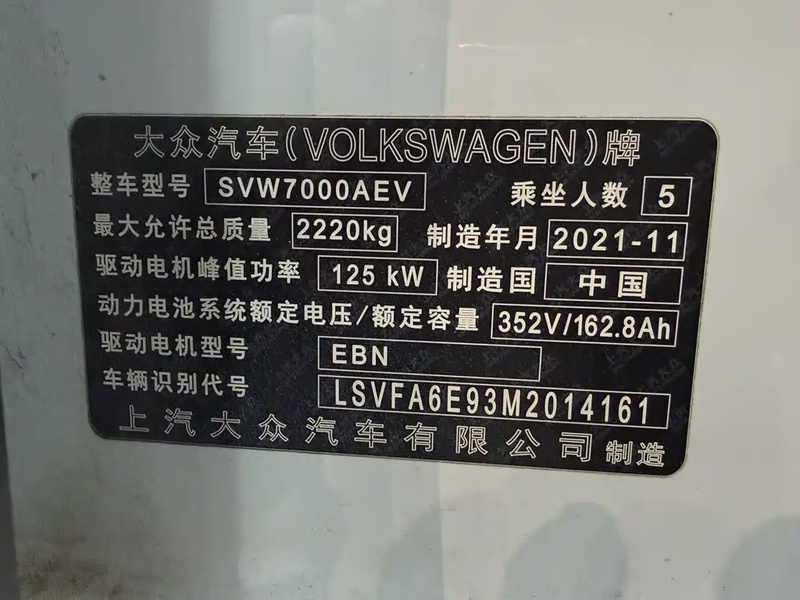 大众汽车(VOLKSWAGEN)牌
整车型号 SVW7000AEV 乘坐人数 5
最大允许总质量 2220kg 制造年月 2021-11
驱动电机峰值功率 125 kW 制造国 中国
动力电池系统额定电压/额定容量 352V/162.8Ah
驱动电机型号 EBN
车辆识别代号 LSVFA6E93M2014161
上汽大众汽车有限公司 制造